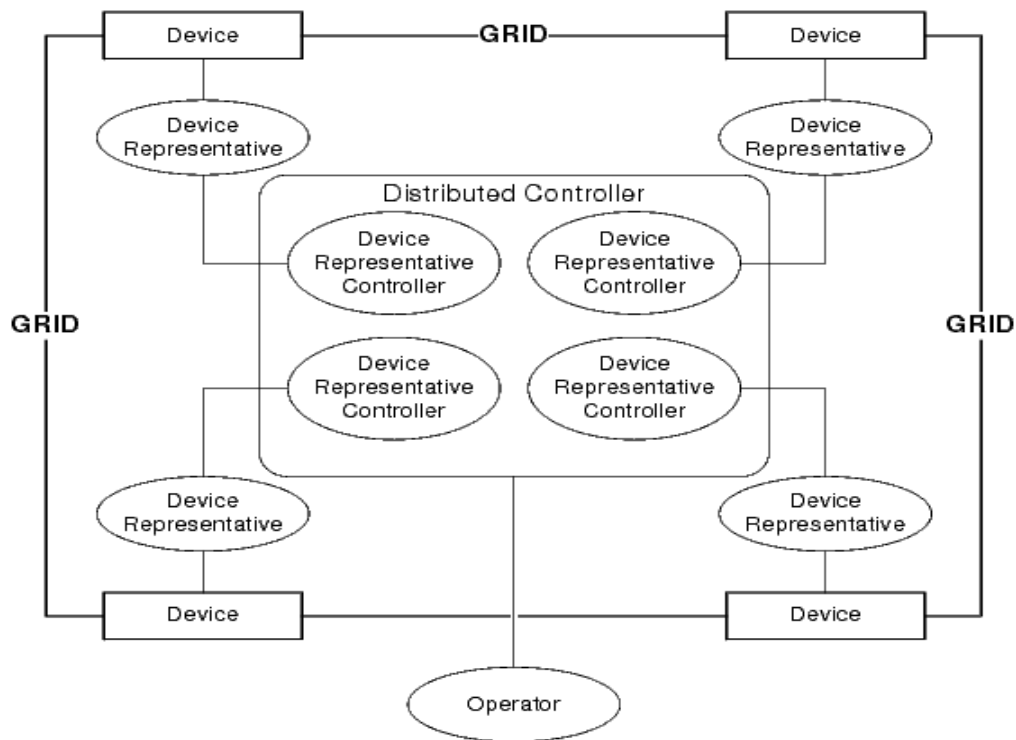 Device
GRID
Device
Device
Representative
Device
Representative
Distributed Controller
Device
Representative
Controller
Device
Representative
Controller
GRID
GRID
Device
Representative
Controller
Device
Representative
Controller
Device
Representative
Device
Representative
Device
Device
Operator